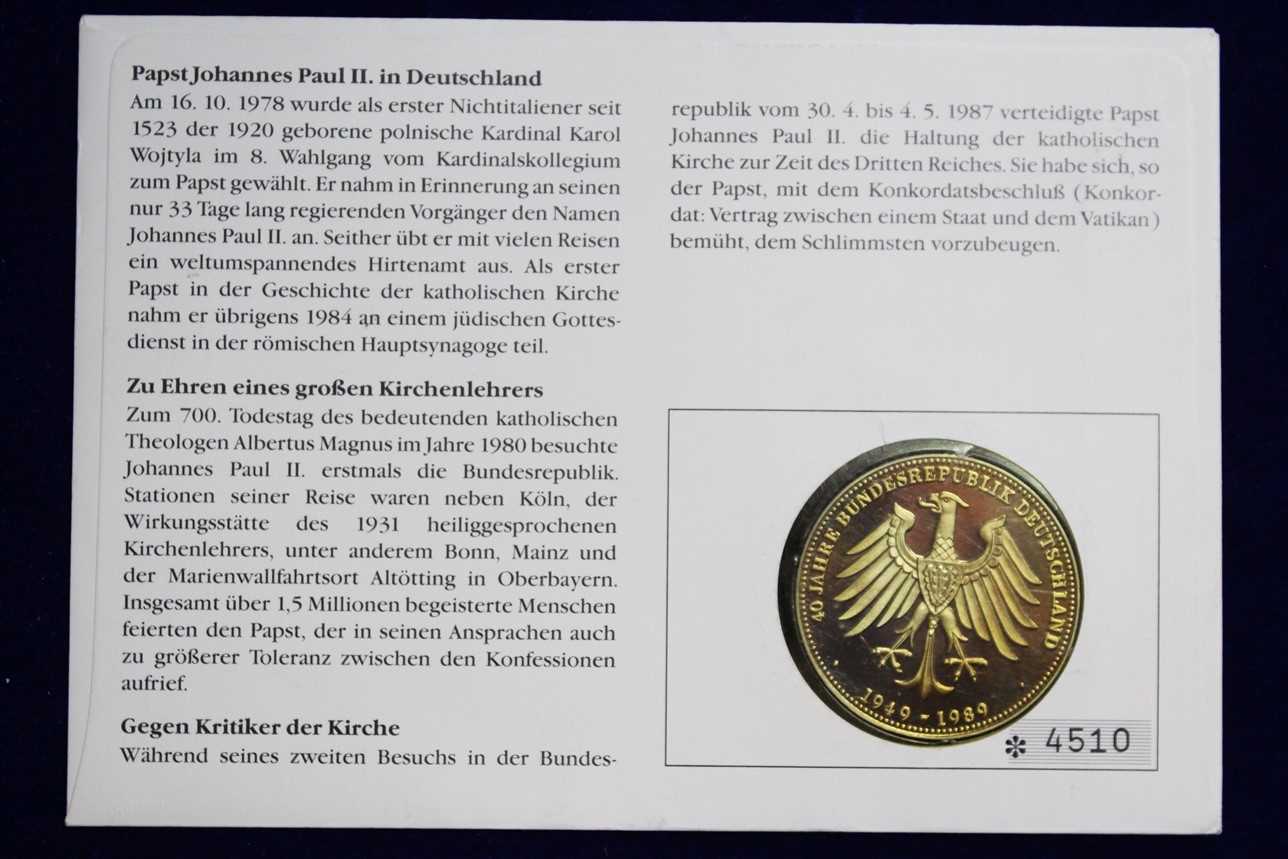 Papst Johannes Paul II. in Deutschland
Am 16. 10. 1978 wurde als erster Nichtitaliener seit
1523 der 1920 geborene polnische Kardinal Karol
Wojtyla im 8. Wahlgang vom Kardinalskollegium
zum Papst gewählt. Er nahm in Erinnerung an seinen
nur 33 Tage lang regierenden Vorgänger den Namen
Johannes Paul II. an. Seither übt er mit vielen Reisen
ein weltumspannendes Hirtenamt aus. Als erster
Papst in der Geschichte der katholischen Kirche
nahm er übrigens 1984 an einem jüdischen Gottes-
dienst in der römischen Hauptsynagoge teil.
Zu Ehren eines großen Kirchenlehrers
Zum 700. Todestag des bedeutenden katholischen
Theologen Albertus Magnus im Jahre 1980 besuchte
Johannes Paul II. erstmals die Bundesrepublik.
Stationen seiner Reise waren neben Köln, der
Wirkungsstätte des 1931 heiliggesprochenen
Kirchenlehrers, unter anderem Bonn, Mainz und
der Marienwallfahrtsort Altötting in Oberbayern.
Insgesamt über 1,5 Millionen begeisterte Menschen
feierten den Papst, der in seinen Ansprachen auch
zu größerer Toleranz zwischen den Konfessionen
aufrief.
Gegen Kritiker der Kirche
Während seines zweiten Besuchs in der Bundes-
republik vom 30. 4. bis 4. 5. 1987 verteidigte Papst
Johannes Paul II. die Haltung der katholischen
Kirche zur Zeit des Dritten Reiches. Sie habe sich, so
der Papst, mit dem Konkordatsbeschluß (Konkor-
dat: Vertrag zwischen einem Staat und dem Vatikan)
bemüht, dem Schlimmsten vorzubeugen.
40 JAHRE BUNDESREPUBLIK DEUTSCHLAND
1949 - 1989
* 4510